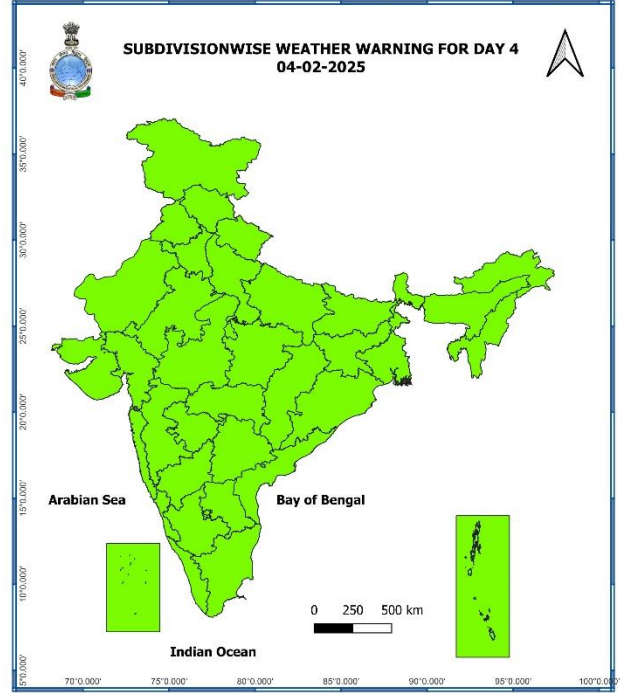 SUBDIVISIONWISE WEATHER WARNING FOR DAY 4
04-02-2025
40°0.000'
35°0.000'
30°0.000'
25°0.000'
20°0.000'
15°0.000'
10°0.000'
5°0.000'
Arabian Sea
Bay of Bengal
0 250 500 km
Indian Ocean
70°0.000' 75°0.000' 80°0.000' 85°0.000' 90°0.000' 95°0.000' 100°0.000'